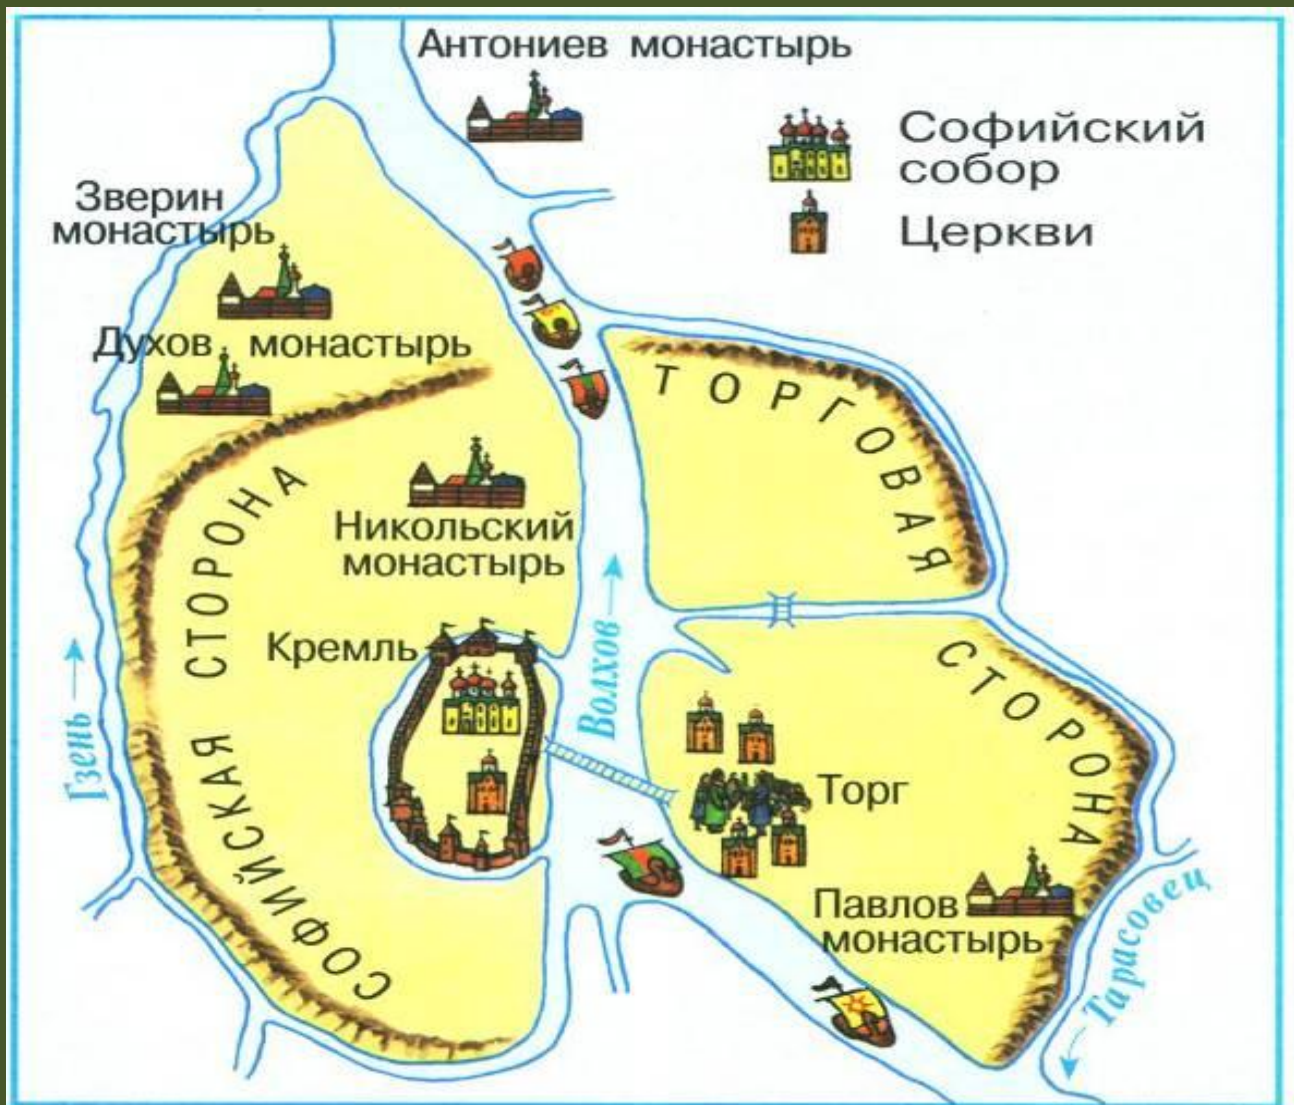 Антониев монастырь
Софийский
собор
Церкви
Зверин
монастырь
Духов монастырь
ТОРГОВАЯ
СТОРОНА
Никольский
монастырь
СОФИЙСКАЯ СТОРОНА
Кремль
Волхов
Гзень
Торг
Павлов
монастырь
Тарасовец